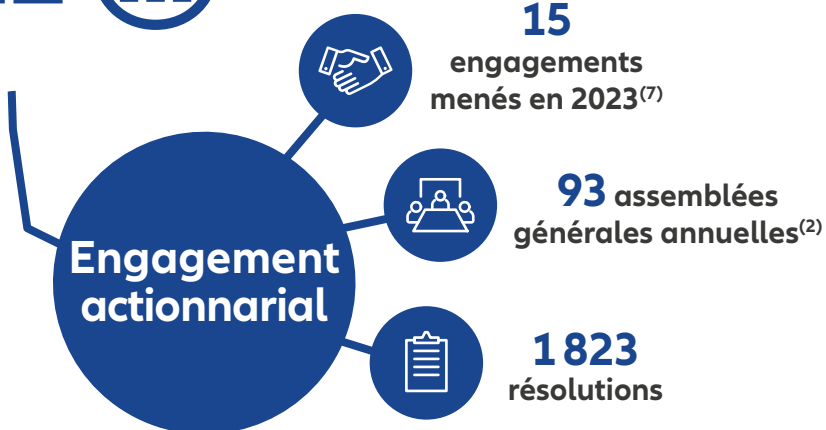 15
engagements
menés en 2023(7)
93 assemblées
générales annuelles(2)
Engagement
actionnarial
1 823
résolutions